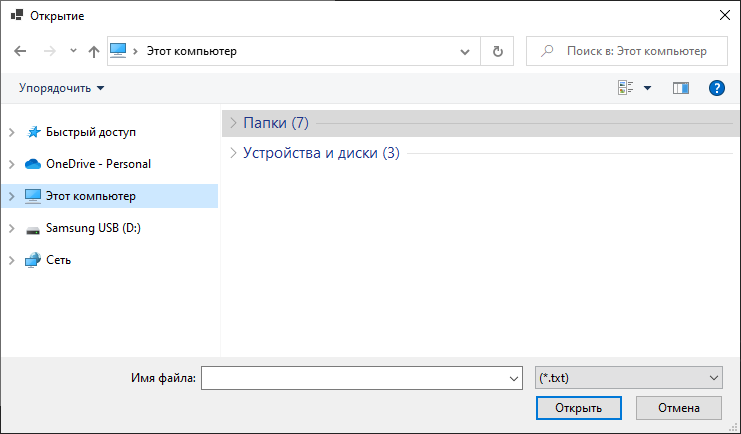 Открытие
Этот компьютер
Поиск в: Этот компьютер
Упорядочить
Быстрый доступ
OneDrive - Personal
Этот компьютер
Samsung USB (D:)
Сеть
Папки (7)
Устройства и диски (3)
Имя файла:
(*.txt)
Открыть
Отмена